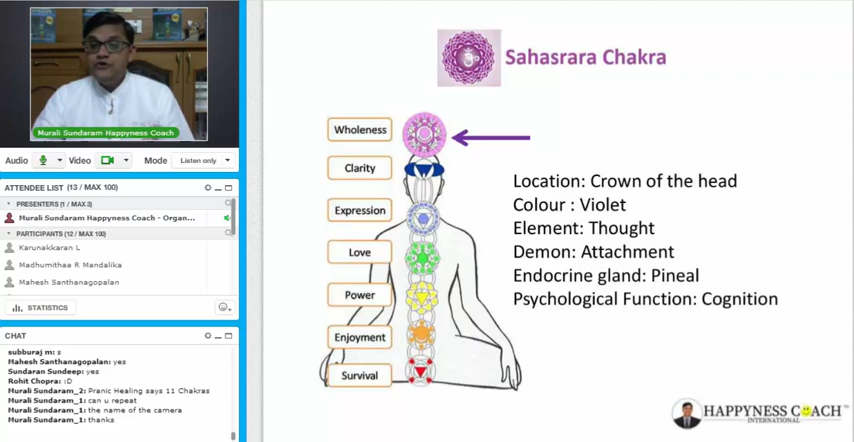 Murali Sundaram Happyness Coach
Audio Video Mode Listen only
ATTENDEE LIST (13 / MAX 100)
PRESENTERS (1 / MAX 3)
Murali Sundaram Happyness Coach - Organ...
PARTICIPANTS (12 / MAX 100)
Karunakkaran L
Madhumithaa R Mandalika
Mahesh Santhanagopalan
STATISTICS
CHAT
subburaj m: s
Mahesh Santhanagopalan: yes
Sundaran Sundeep: yes
Rohit Chopra: :D
Murali Sundaram_2: Pranic Healing says 11 Chakras
Murali Sundaram_1: can u repeat
Murali Sundaram_1: the name of the camera
Murali Sundaram_1: thanks
ॐ
Sahasrara Chakra
Wholeness
Clarity
Expression
Love
Power
Enjoyment
Survival
Location: Crown of the head
Colour : Violet
Element: Thought
Demon: Attachment
Endocrine gland: Pineal
Psychological Function: Cognition
HAPPYNESS COACH™
INTERNATIONAL